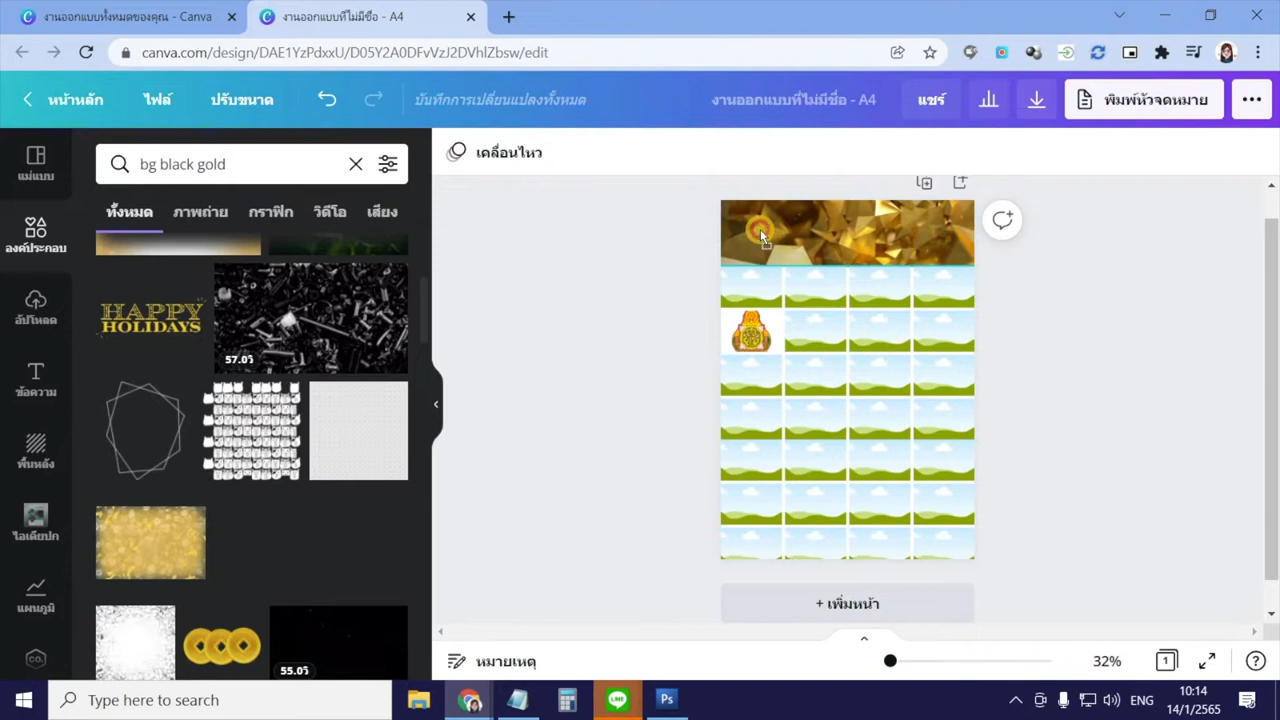 งานออกแบบทั้งหมดของคุณ - Canva
งานออกแบบที่ไม่มีชื่อ - A4
canva.com/design/DAE1YzPdxxU/D05Y2A0DFvVzJ2DVhlZbsw/edit
หน้าหลัก
ไฟล์
ปรับขนาด
บันทึกการเปลี่ยนแปลงทั้งหมด
งานออกแบบที่ไม่มีชื่อ - A4
แชร์
พิมพ์หัวจดหมาย
แม่แบบ
bg black gold
เคลื่อนไหว
ทั้งหมด
ภาพถ่าย
กราฟิก
วิดีโอ
เสียง
องค์ประกอบ
อัปโหลด
HAPPY
HOLIDAYS
57.0วิ
ข้อความ
พื้นหลัง
ไอเดียปก
แผนภูมิ
CO.
55.0วิ
+ เพิ่มหน้า
หมายเหตุ
32%
1
Type here to search
Ps
LINE
ENG
10:14
14/1/2565